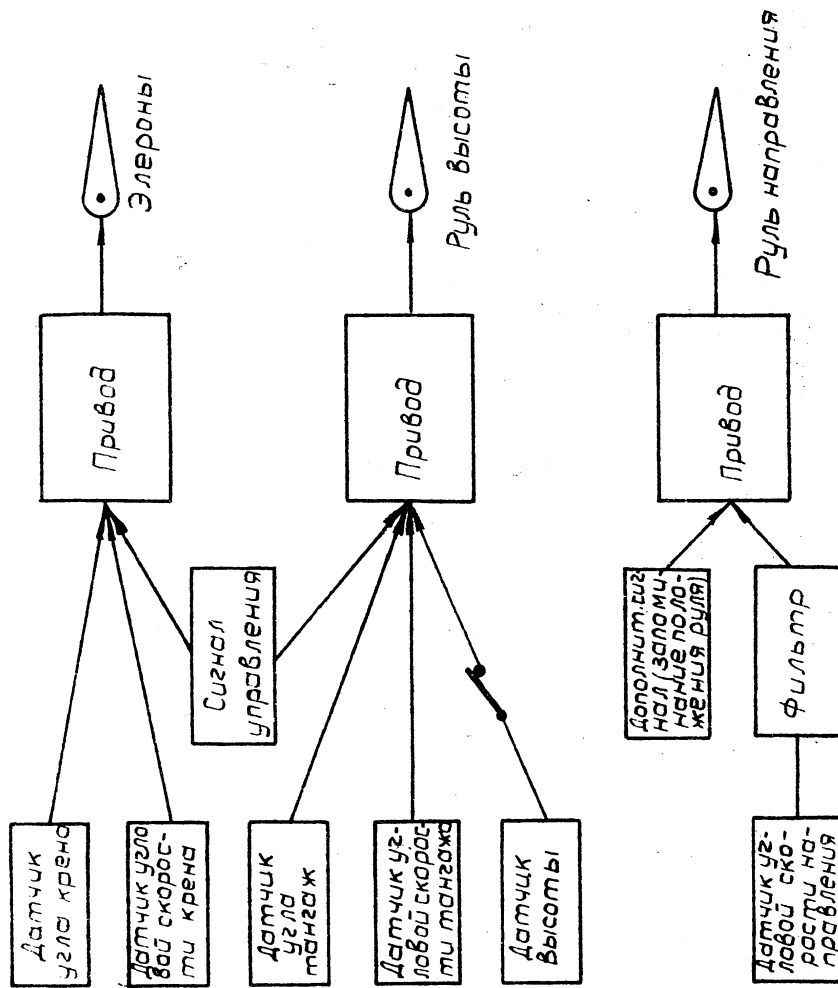 Датчик
угла крена
Датчик угло
вой скорос-
ти крена
Датчик
угла
тангаж
Датчик уг-
ловой скорос-
ти тангажа
Датчик
высоты
Датчик уг-
ловой ско-
рости на-
правления
Сигнал
управления
Дополнит. сиг-
нал (запоми-
нание поло-
жения руля)
Фильтр
Привод
Привод
Привод
Элероны
Руль высоты
Руль направления